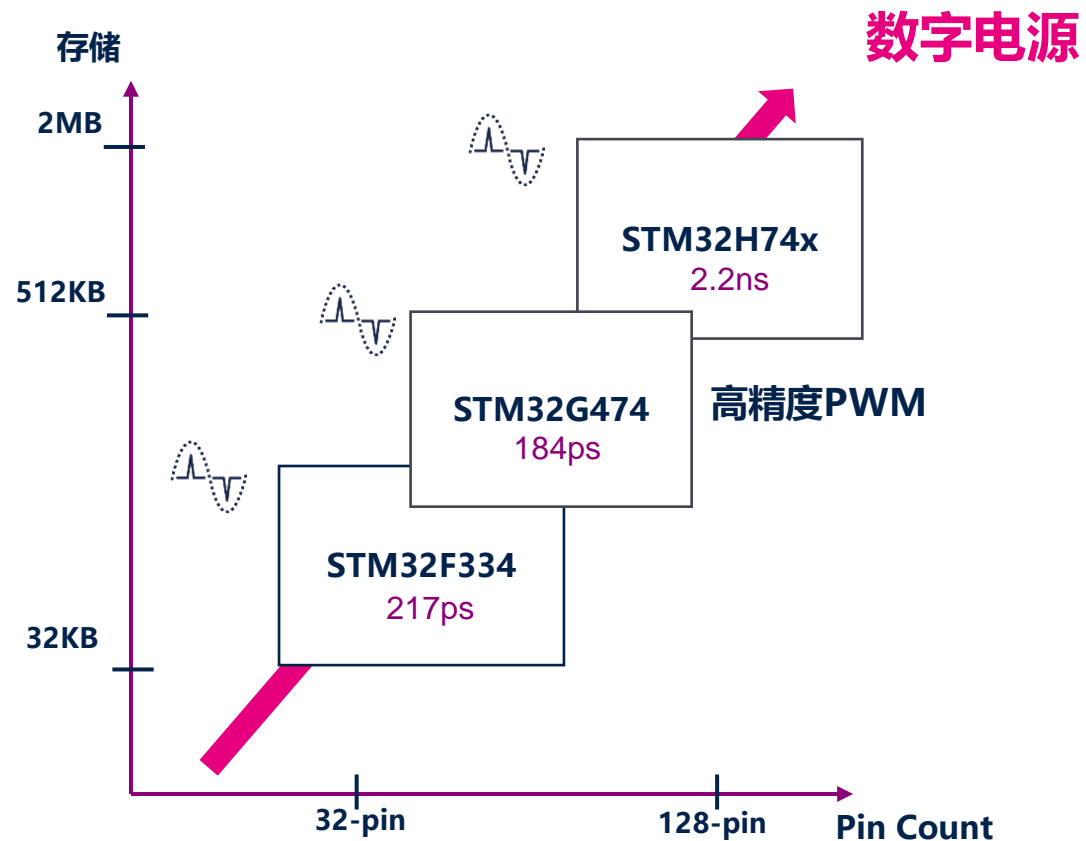 数字电源
存储
2MB
STM32H74x
2.2ns
512KB
STM32G474
184ps
高精度PWM
STM32F334
217ps
32KB
32-pin
128-pin
Pin Count